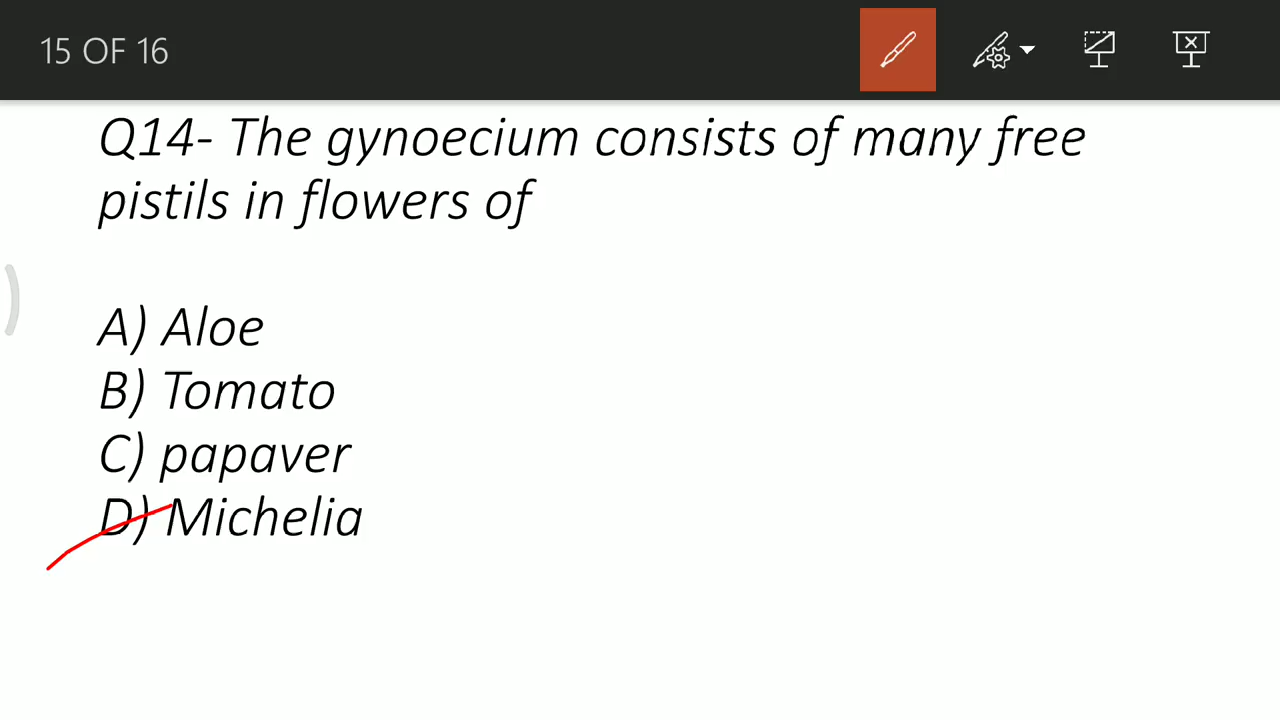 15 OF 16
Q14- The gynoecium consists of many free
pistils in flowers of
A) Aloe
B) Tomato
C) papaver
D) Michelia